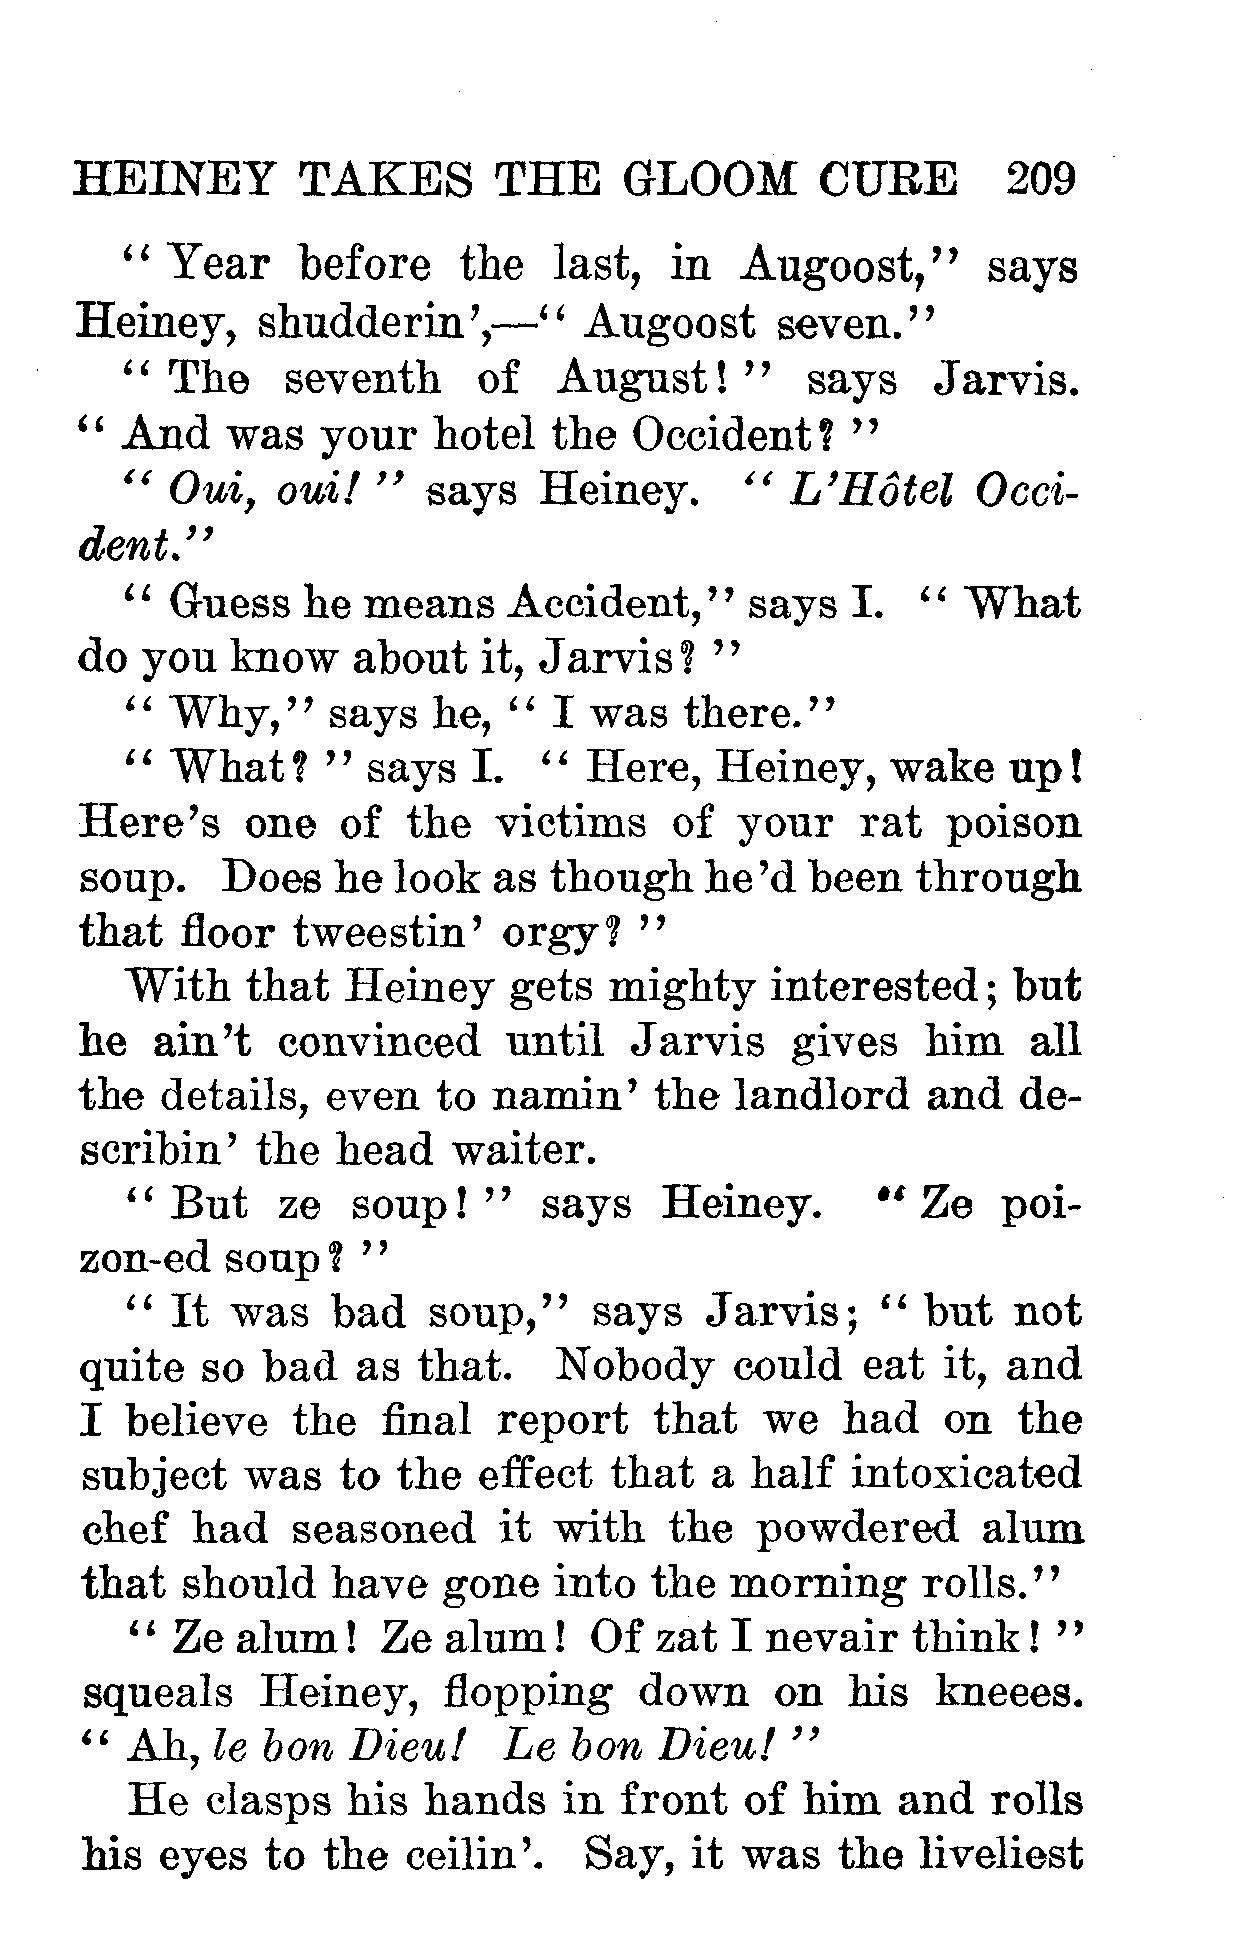 HEINEY TAKES THE GLOOM CURE 209
“ Year before the last, in Augoost,” says
Heiney, shudderin’,—“ Augoost seven.”
“ The seventh of August! ” says Jarvis.
“ And was your hotel the Occident? ”
“ Oui, oui! ” says Heiney. “ L’Hôtel Occi-
dent.”
“ Guess he means Accident,” says I. “ What
do you know about it, Jarvis? ”
“ Why,” says he, “ I was there.”
“ What? ” says I. “ Here, Heiney, wake up!
Here’s one of the victims of your rat poison
soup. Does he look as though he’d been through
that floor tweestin’ orgy? ”
With that Heiney gets mighty interested; but
he ain’t convinced until Jarvis gives him all
the details, even to namin’ the landlord and de-
scribin’ the head waiter.
“ But ze soup! ” says Heiney. “ Ze poi-
zon-ed soup? ”
“ It was bad soup,” says Jarvis; “ but not
quite so bad as that. Nobody could eat it, and
I believe the final report that we had on the
subject was to the effect that a half intoxicated
chef had seasoned it with the powdered alum
that should have gone into the morning rolls.”
“ Ze alum! Ze alum! Of zat I nevair think! ”
squeals Heiney, flopping down on his kneees.
“ Ah, le bon Dieu! Le bon Dieu! ”
He clasps his hands in front of him and rolls
his eyes to the ceilin’. Say, it was the liveliest